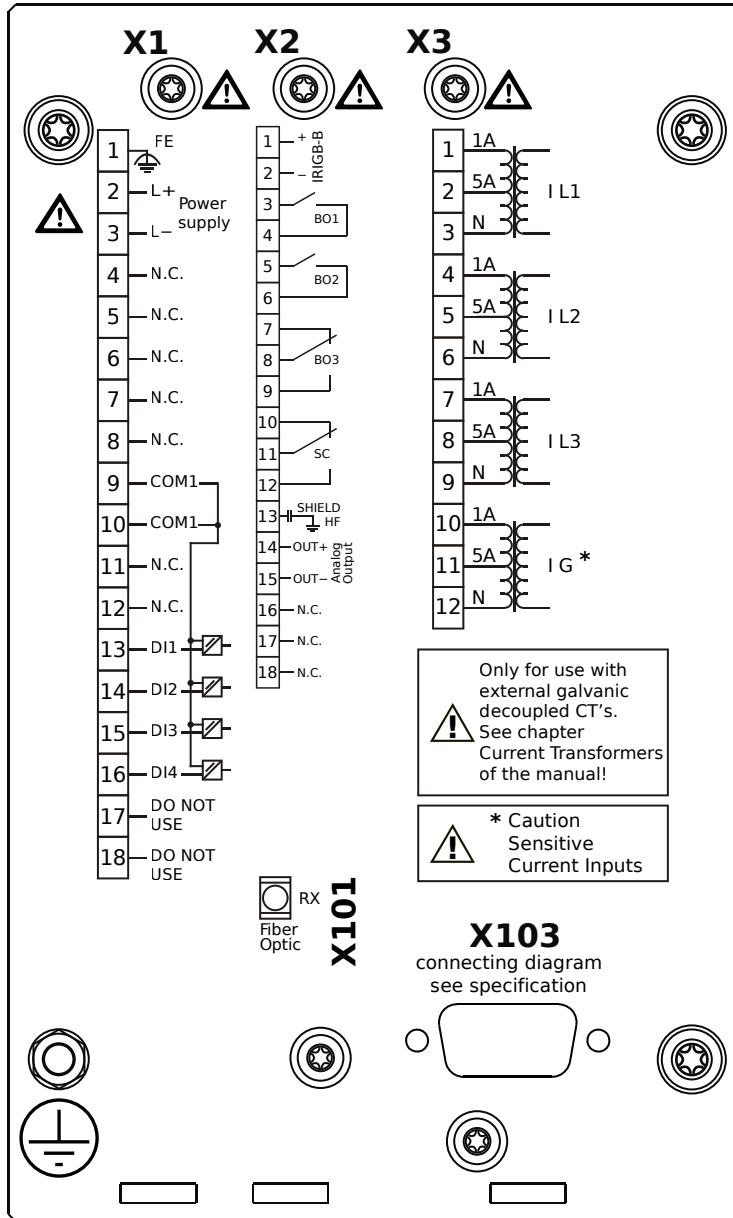 X1
X2
X3
1 FE
2 L+ Power
3 L− supply
4 N.C.
5 N.C.
6 N.C.
7 N.C.
8 N.C.
9 COM1
10 COM1
11 N.C.
12 N.C.
13 DI1
14 DI2
15 DI3
16 DI4
17 DO NOT
USE
18 DO NOT
USE
1 +
2 −
IRIGB-B
3
4
BO1
5
6
BO2
7
8
9
BO3
10
11
12
SC
13 SHIELD
HF
14 OUT+
15 OUT−
Analog
Output
16 N.C.
17 N.C.
18 N.C.
1 1A
2 5A
3 N
I L1
4 1A
5 5A
6 N
I L2
7 1A
8 5A
9 N
I L3
10 1A
11 5A
12 N
I G *
! Only for use with
external galvanic
decoupled CT's.
See chapter
Current Transformers
of the manual!
! * Caution
Sensitive
Current Inputs
RX
Fiber
Optic
X101
X103
connecting diagram
see specification